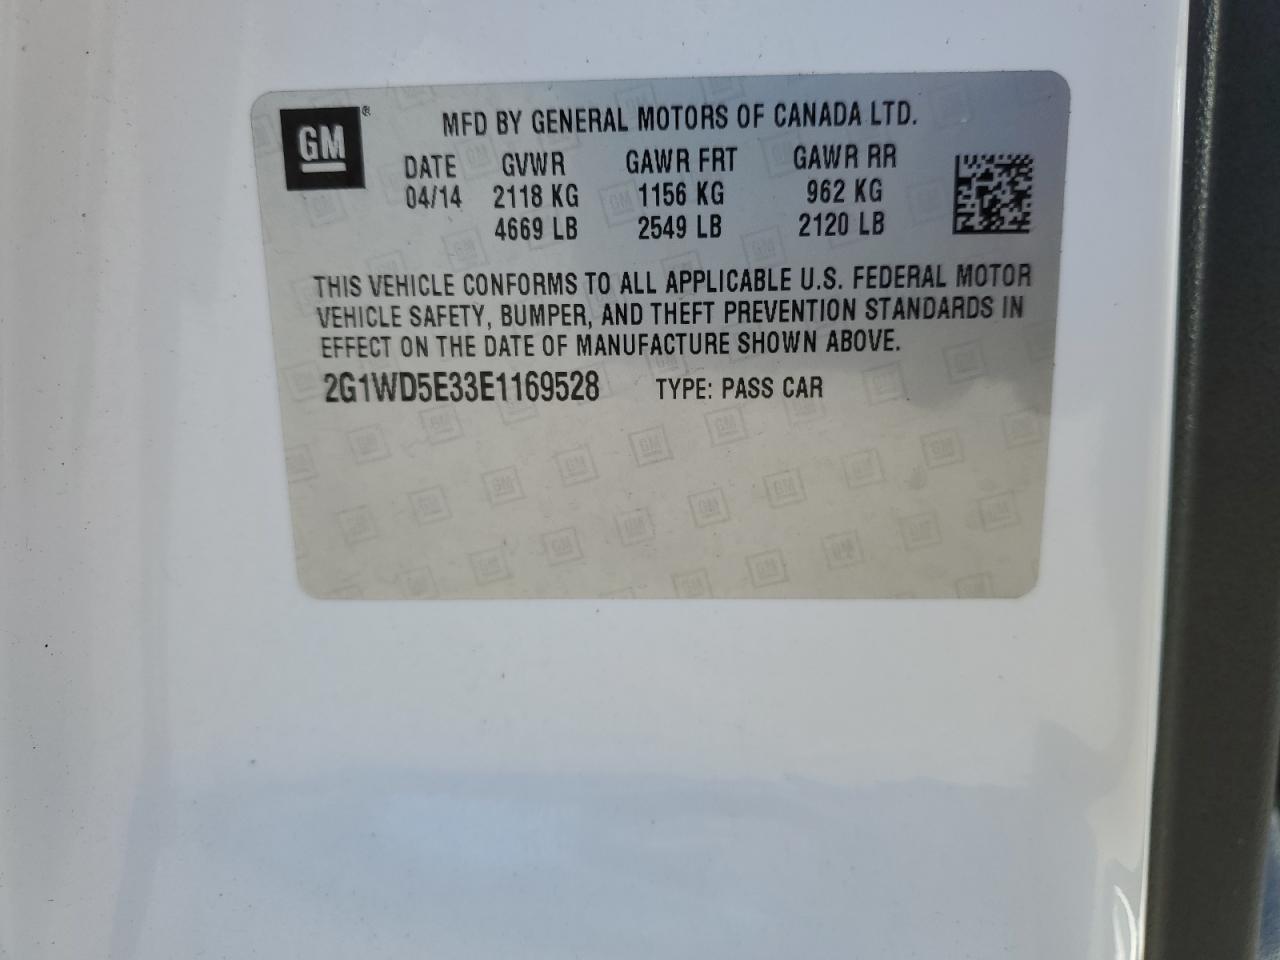 GM®
MFD BY GENERAL MOTORS OF CANADA LTD.
DATE GVWR GAWR FRT GAWR RR
04/14 2118 KG 1156 KG 962 KG
4669 LB 2549 LB 2120 LB
THIS VEHICLE CONFORMS TO ALL APPLICABLE U.S. FEDERAL MOTOR
VEHICLE SAFETY, BUMPER, AND THEFT PREVENTION STANDARDS IN
EFFECT ON THE DATE OF MANUFACTURE SHOWN ABOVE.
2G1WD5E33E1169528 TYPE: PASS CAR